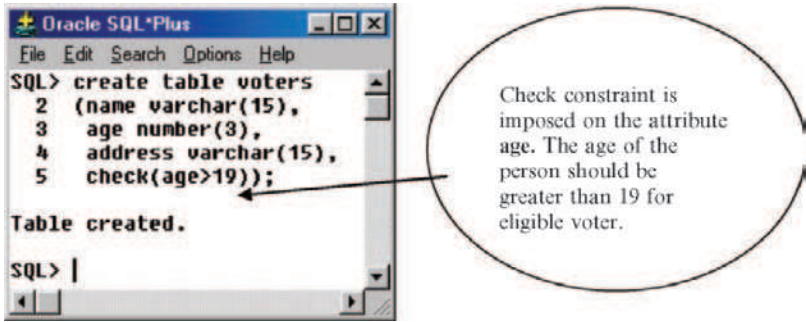 Oracle SQL*Plus
File Edit Search Options Help
SQL> create table voters
2 (name varchar(15),
3 age number(3),
4 address varchar(15),
5 check(age>19));
Table created.
SQL>
Check constraint is
imposed on the attribute
age. The age of the
person should be
greater than 19 for
eligible voter.